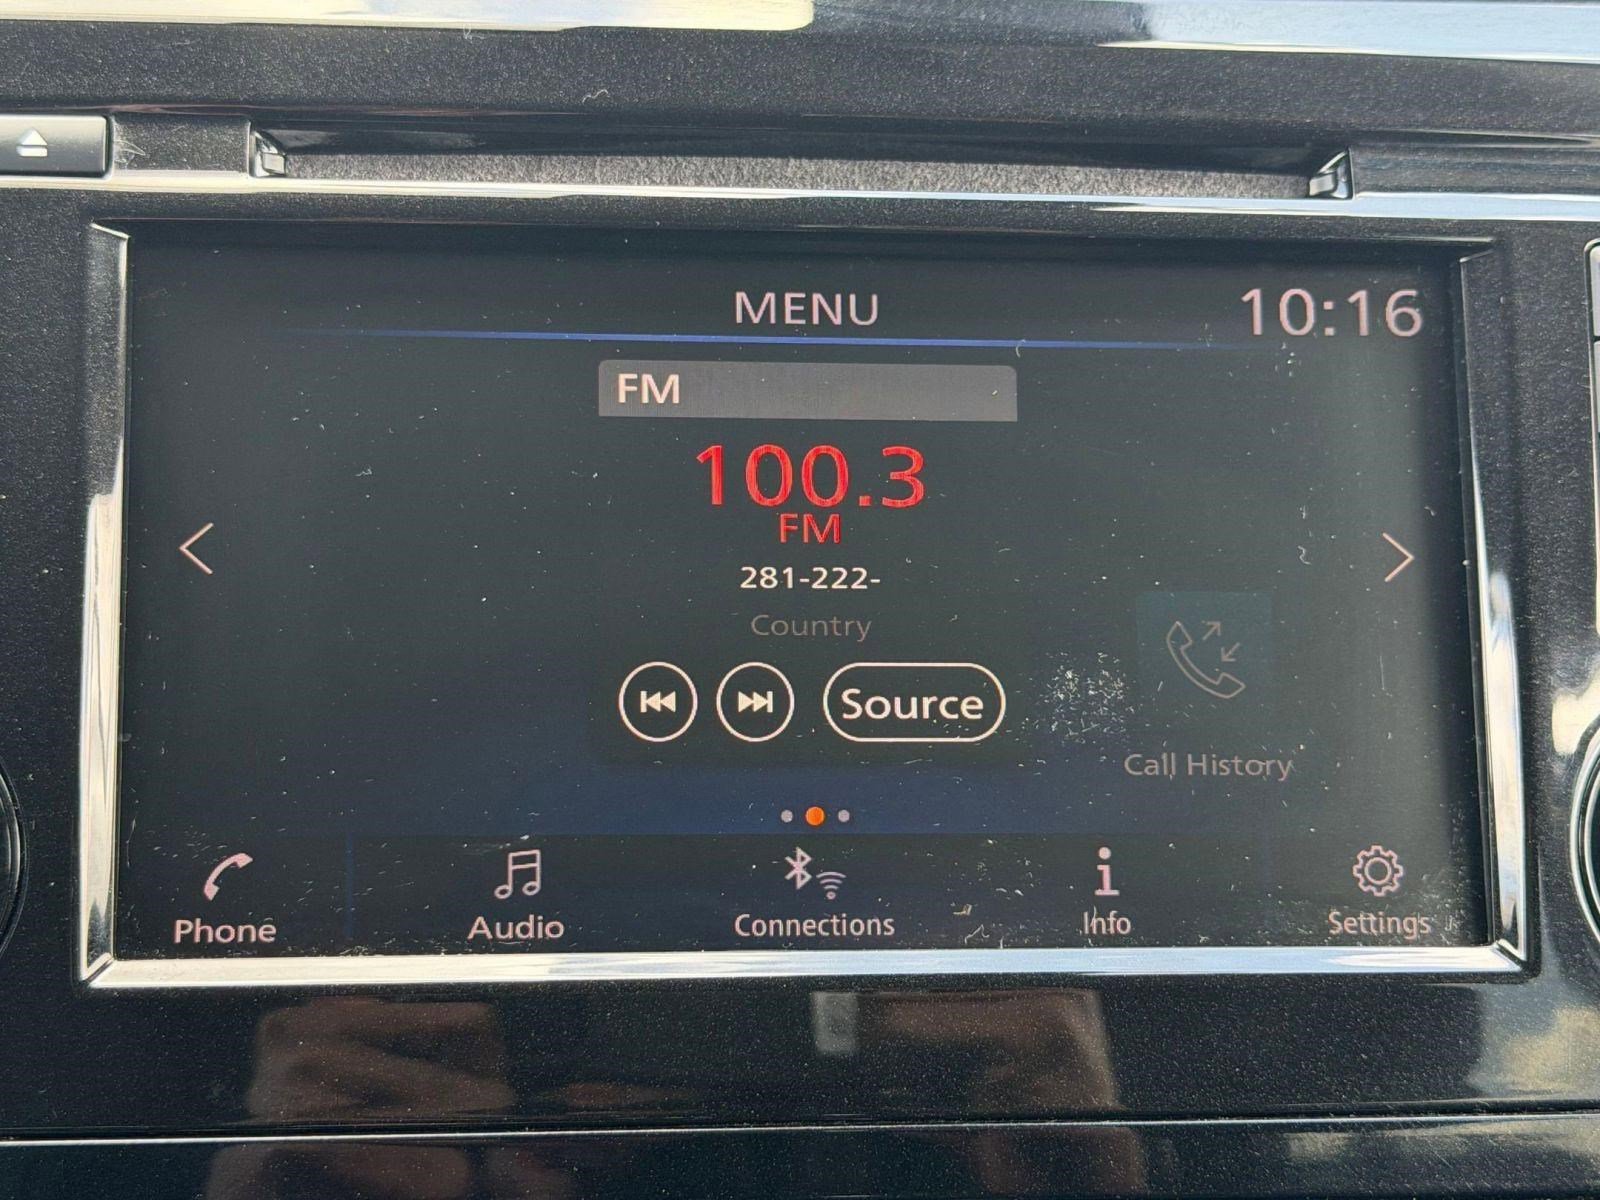 MENU
10:16
FM
100.3
FM
281-222-
Country
Source
Call History
Phone
Audio
Connections
Info
Settings